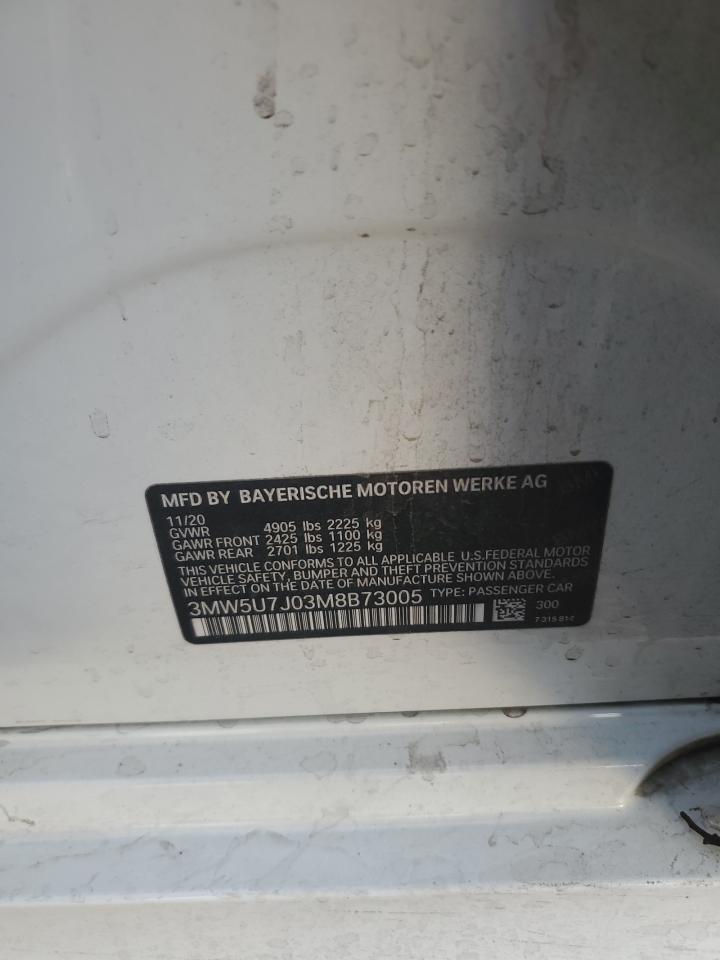 MFD BY BAYERISCHE MOTOREN WERKE AG
11/20
GVWR 4905 lbs 2225 kg
GAWR FRONT 2425 lbs 1100 kg
GAWR REAR 2701 lbs 1225 kg
THIS VEHICLE CONFORMS TO ALL APPLICABLE U.S.FEDERAL MOTOR
VEHICLE SAFETY, BUMPER AND THEFT PREVENTION STANDARDS
IN EFFECT ON THE DATE OF MANUFACTURE SHOWN ABOVE.
3MW5U7J03M8B73005 TYPE: PASSENGER CAR
300